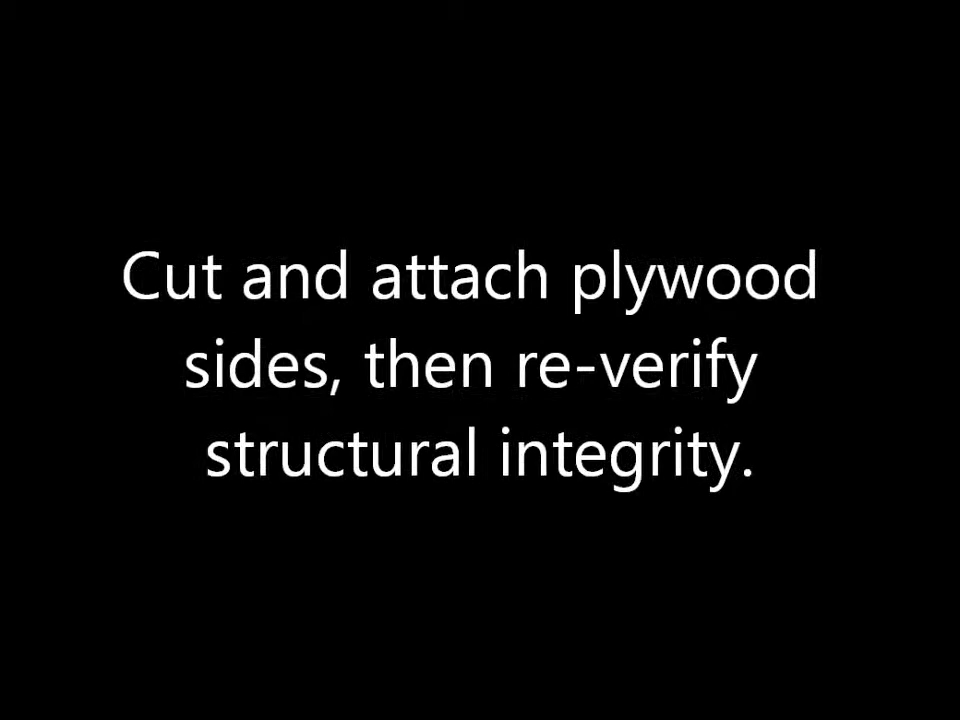 Cut and attach plywood
sides, then re-verify
structural integrity.